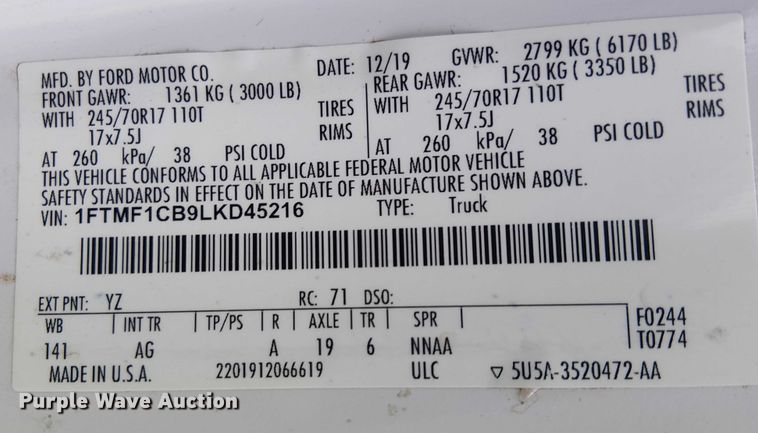 MFD. BY FORD MOTOR CO. DATE: 12/19 GVWR: 2799 KG ( 6170 LB)
FRONT GAWR: 1361 KG ( 3000 LB) REAR GAWR: 1520 KG ( 3350 LB)
WITH 245/70R17 110T TIRES WITH 245/70R17 110T TIRES
17x7.5J RIMS 17x7.5J RIMS
AT 260 kPa/ 38 PSI COLD AT 260 kPa/ 38 PSI COLD
THIS VEHICLE CONFORMS TO ALL APPLICABLE FEDERAL MOTOR VEHICLE
SAFETY STANDARDS IN EFFECT ON THE DATE OF MANUFACTURE SHOWN ABOVE.
VIN: 1FTMF1CB9LKD45216 TYPE: Truck
EXT PNT: YZ RC: 71 DSO:
WB INT TR TP/PS R AXLE TR SPR F0244
141 AG A 19 6 NNAA T0774
MADE IN U.S.A. 2201912066619 ULC ▽ 5U5A-3520472-AA
Purple Wave Auction